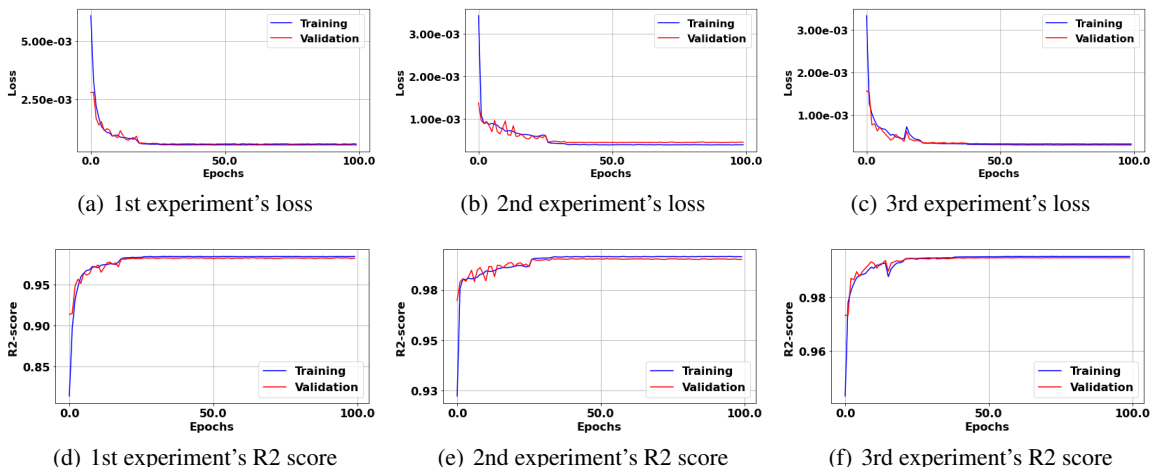 5.00e-03
2.50e-03
Loss
0.0
50.0
100.0
Epochs
Training
Validation
(a) 1st experiment's loss
3.00e-03
2.00e-03
1.00e-03
Loss
0.0
50.0
100.0
Epochs
Training
Validation
(b) 2nd experiment's loss
3.00e-03
2.00e-03
1.00e-03
Loss
0.0
50.0
100.0
Epochs
Training
Validation
(c) 3rd experiment's loss
0.95
0.90
0.85
R2-score
0.0
50.0
100.0
Epochs
Training
Validation
(d) 1st experiment's R2 score
0.98
0.95
0.93
R2-score
0.0
50.0
100.0
Epochs
Training
Validation
(e) 2nd experiment's R2 score
0.98
0.96
R2-score
0.0
50.0
100.0
Epochs
Training
Validation
(f) 3rd experiment's R2 score